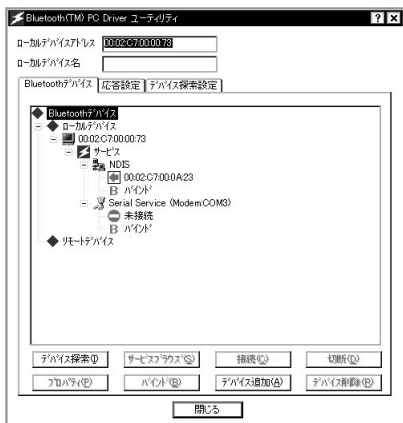 Bluetooth(TM) PC Driver ユーティリティ
ローカルデバイスアドレス 00:02:C7:00:00:73
ローカルデバイス名
Bluetoothデバイス 応答設定 デバイス探索設定
Bluetoothデバイス
ローカルデバイス
00:02:C7:00:00:73
サービス
NDIS
00:02:C7:00:0A:23
B バインド
Serial Service (Modem:COM3)
未接続
B バインド
リモートデバイス
デバイス探索(I) サービスブラウズ(S) 接続(C) 切断(D)
プロパティ(P) バインド(B) デバイス追加(A) デバイス削除(R)
閉じる